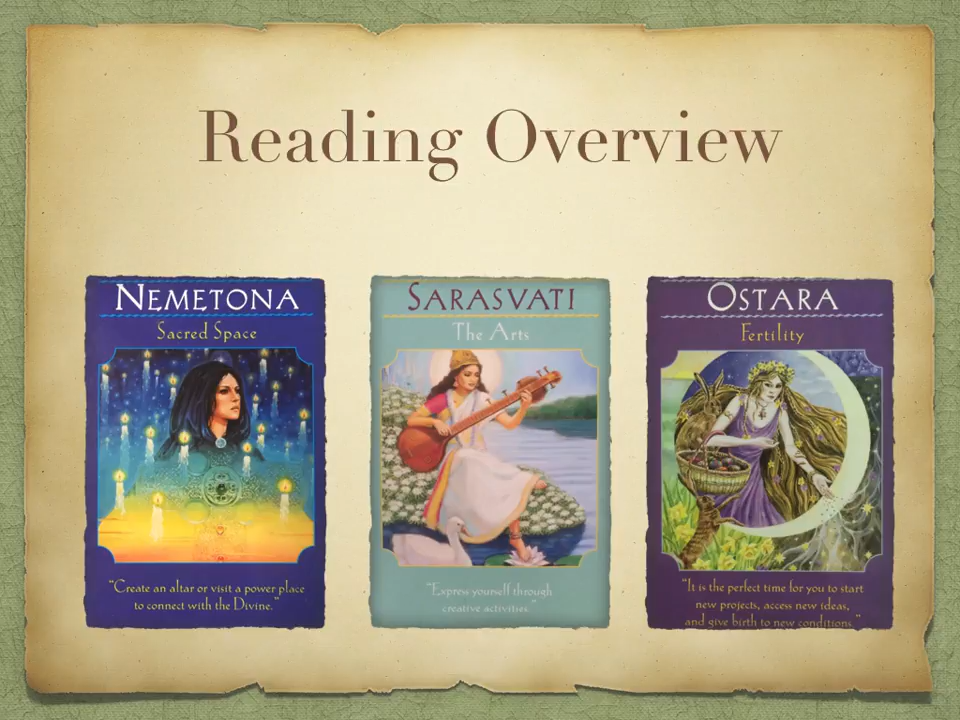 Reading Overview
NEMETONA
Sacred Space
"Create an altar or visit a power place
to connect with the Divine."
SARASVATI
The Arts
"Express yourself through
creative activities."
OSTARA
Fertility
"It is the perfect time for you to start
new projects, access new ideas,
and give birth to new conditions."